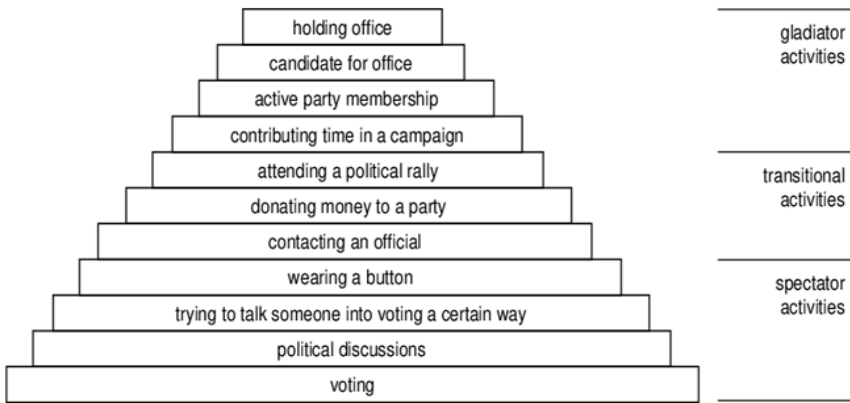 holding office
candidate for office
active party membership
contributing time in a campaign
attending a political rally
donating money to a party
contacting an official
wearing a button
trying to talk someone into voting a certain way
political discussions
voting
gladiator
activities
transitional
activities
spectator
activities